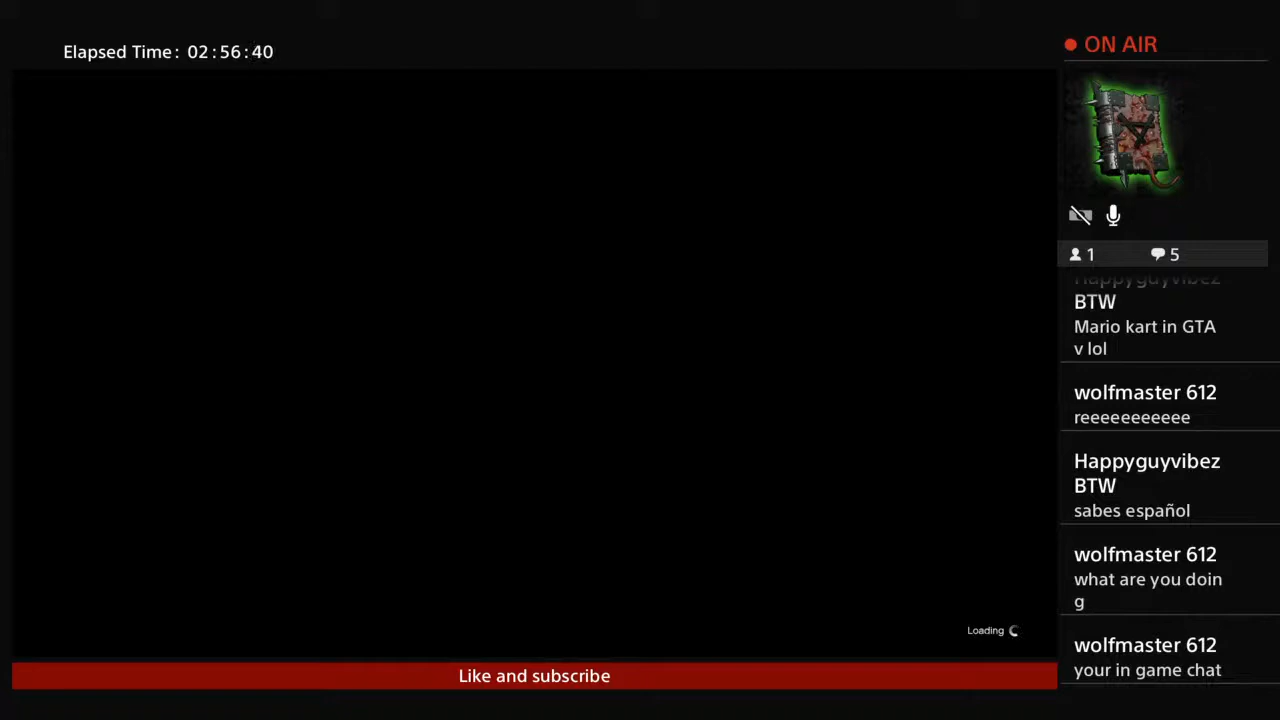 Elapsed Time: 02:56:40
ON AIR
1 5
Happyguyvibez
BTW
Mario kart in GTA
v lol
wolfmaster 612
reeeeeeeeeee
Happyguyvibez
BTW
sabes español
wolfmaster 612
what are you doin
g
wolfmaster 612
your in game chat
Loading
Like and subscribe